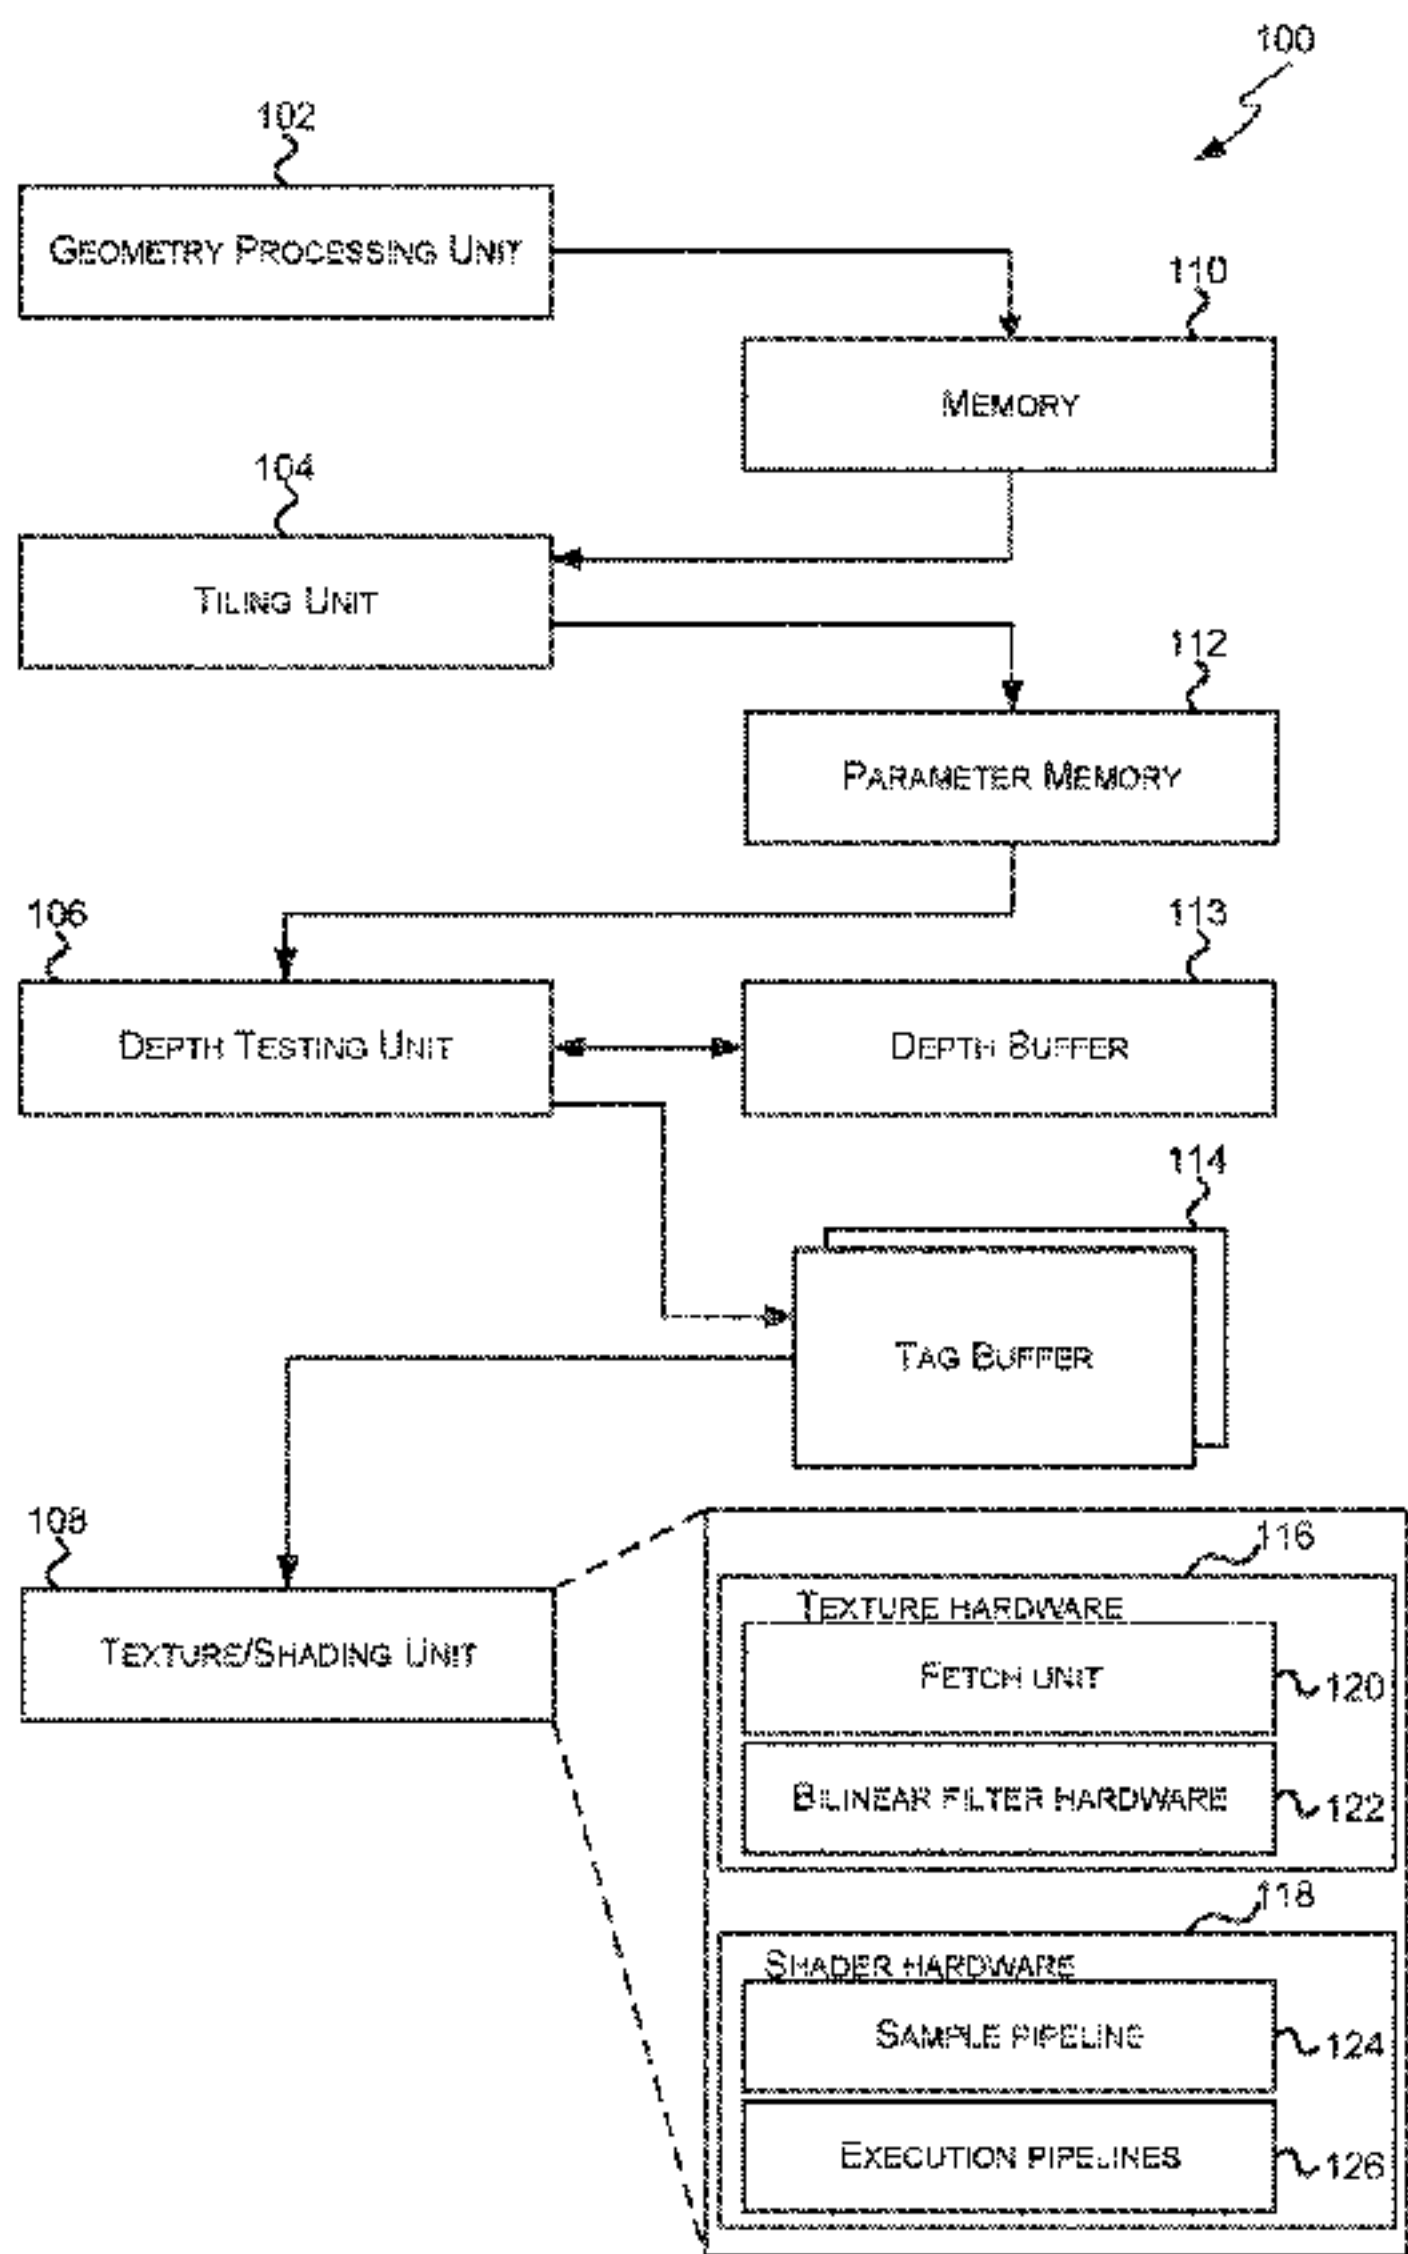 100
102
GEOMETRY PROCESSING UNIT
110
MEMORY
104
TILING UNIT
112
PARAMETER MEMORY
106
113
DEPTH TESTING UNIT
DEPTH BUFFER
114
TAG BUFFER
108
116
TEXTURE HARDWARE
TEXTURE/SHADING UNIT
FETCH UNIT
120
BILINEAR FILTER HARDWARE
122
118
SHADER HARDWARE
SAMPLE PIPELINE
124
EXECUTION PIPELINES
126